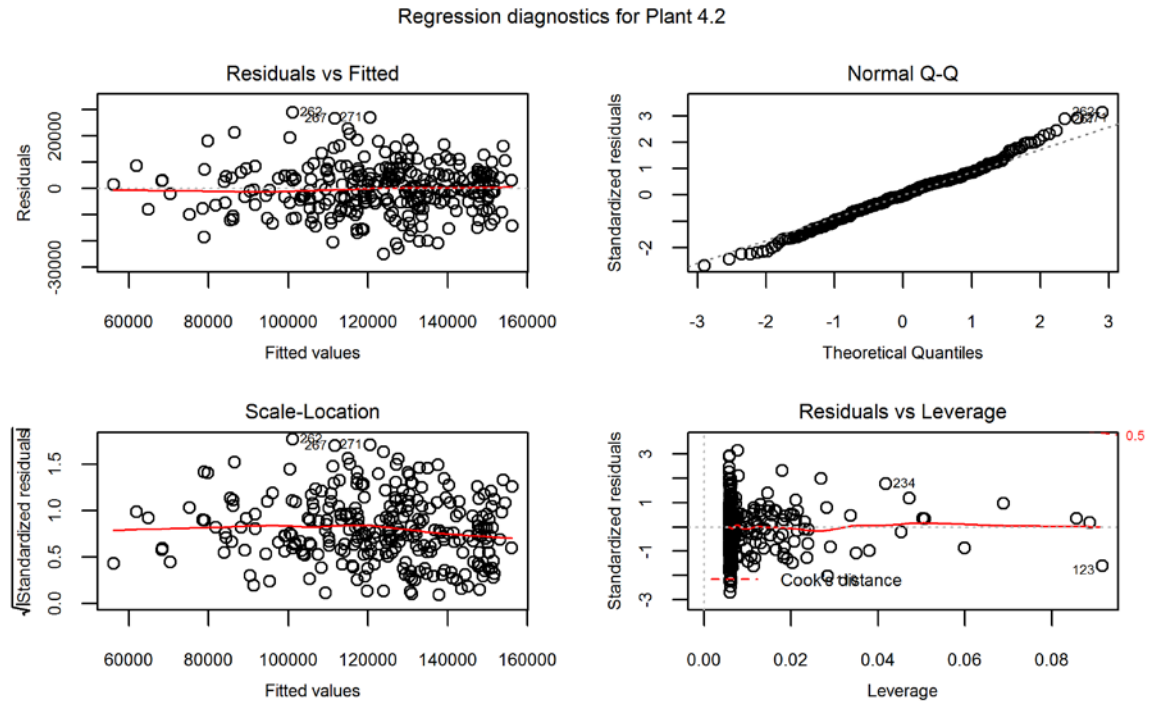 Regression diagnostics for Plant 4.2
Residuals vs Fitted
Residuals
-30000 0 20000
262
267 271
60000 80000 100000 120000 140000 160000
Fitted values
Normal Q-Q
Standardized residuals
-2 0 1 2 3
-3 -2 -1 0 1 2 3
Theoretical Quantiles
Scale-Location
√|Standardized residuals|
0.0 0.5 1.0 1.5
262
267 271
60000 80000 100000 120000 140000 160000
Fitted values
Residuals vs Leverage
Standardized residuals
-3 -1 1 3
0.5
234
123
Cook's distance
0.00 0.02 0.04 0.06 0.08
Leverage